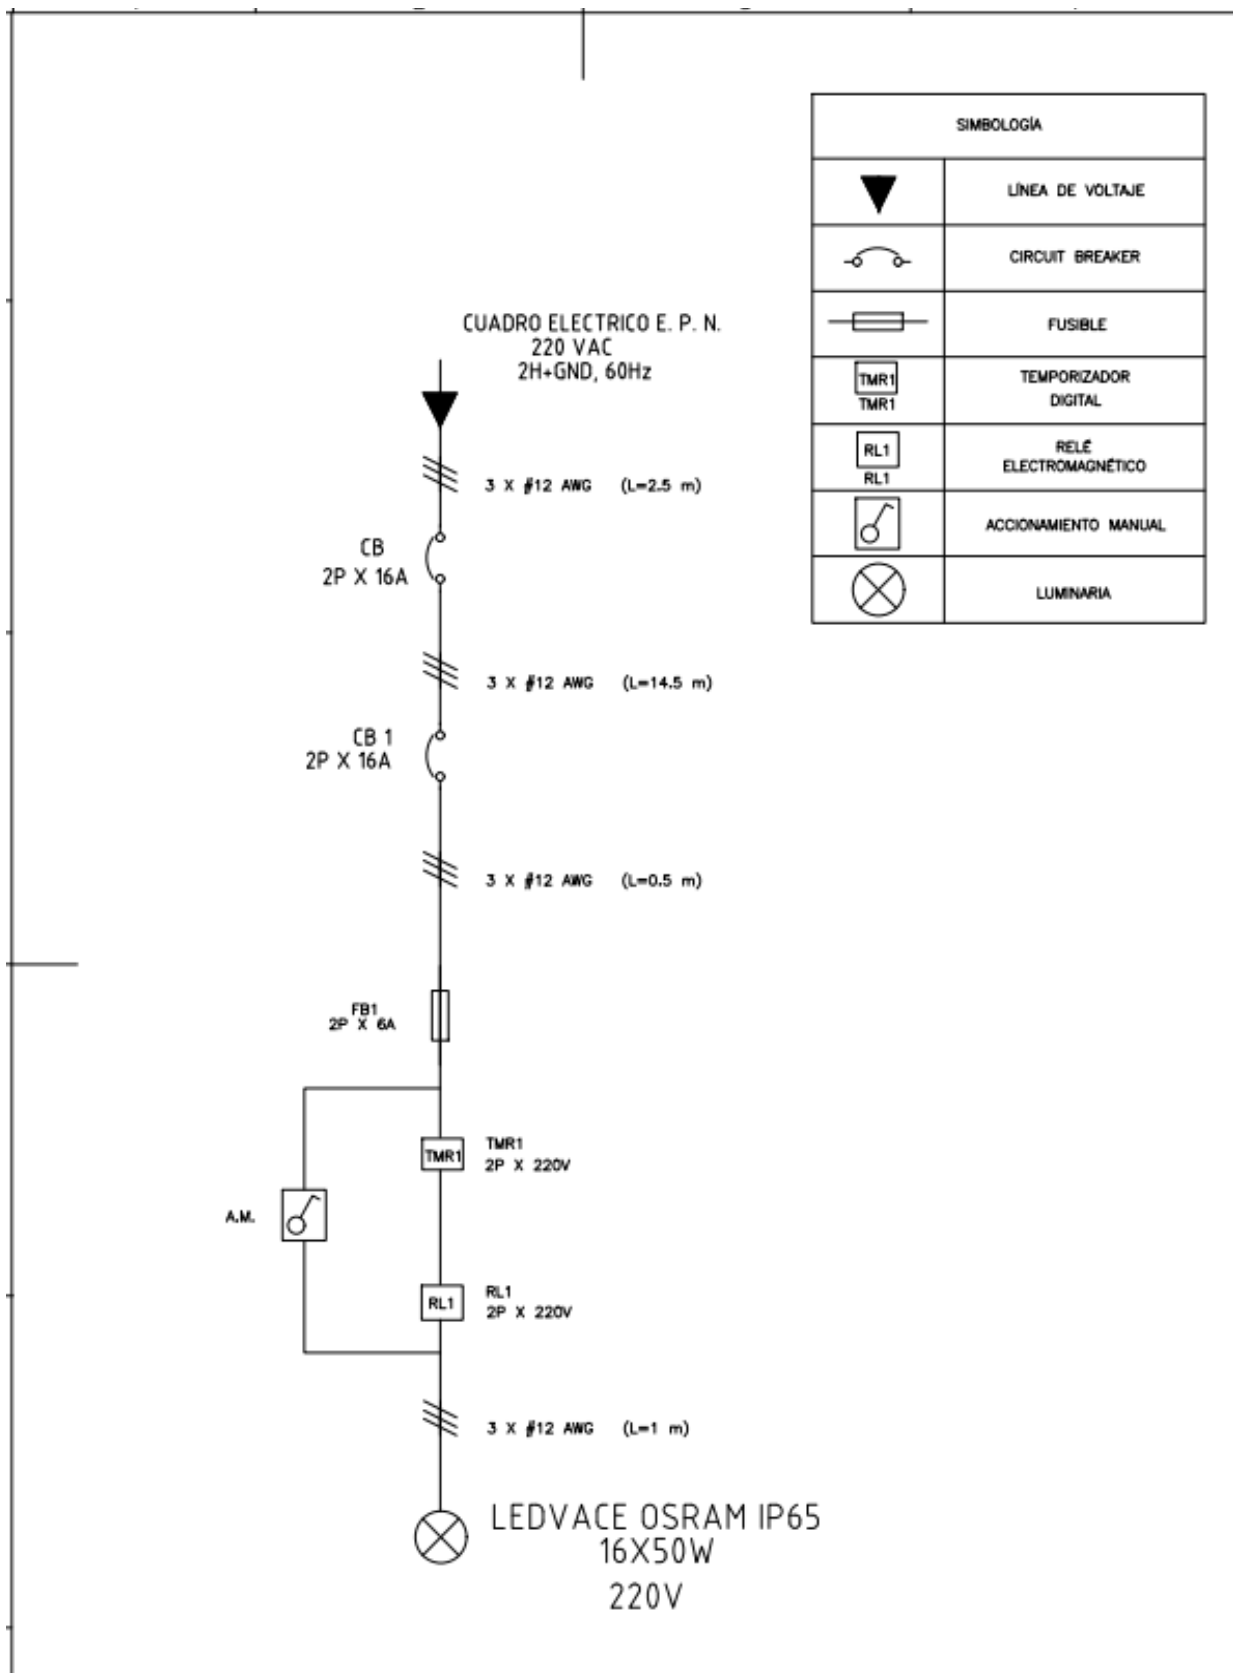 SIMBOLOGÍA
LÍNEA DE VOLTAJE
CIRCUIT BREAKER
FUSIBLE
TMR1
TMR1
TEMPORIZADOR
DIGITAL
RL1
RL1
RELÉ
ELECTROMAGNÉTICO
ACCIONAMIENTO MANUAL
LUMINARIA
CUADRO ELECTRICO E. P. N.
220 VAC
2H+GND, 60Hz
3 X #12 AWG (L=2.5 m)
CB
2P X 16A
3 X #12 AWG (L=14.5 m)
CB 1
2P X 16A
3 X #12 AWG (L=0.5 m)
FB1
2P X 6A
TMR1
TMR1
2P X 220V
A.M.
RL1
RL1
2P X 220V
3 X #12 AWG (L=1 m)
LEDVACE OSRAM IP65
16X50W
220V